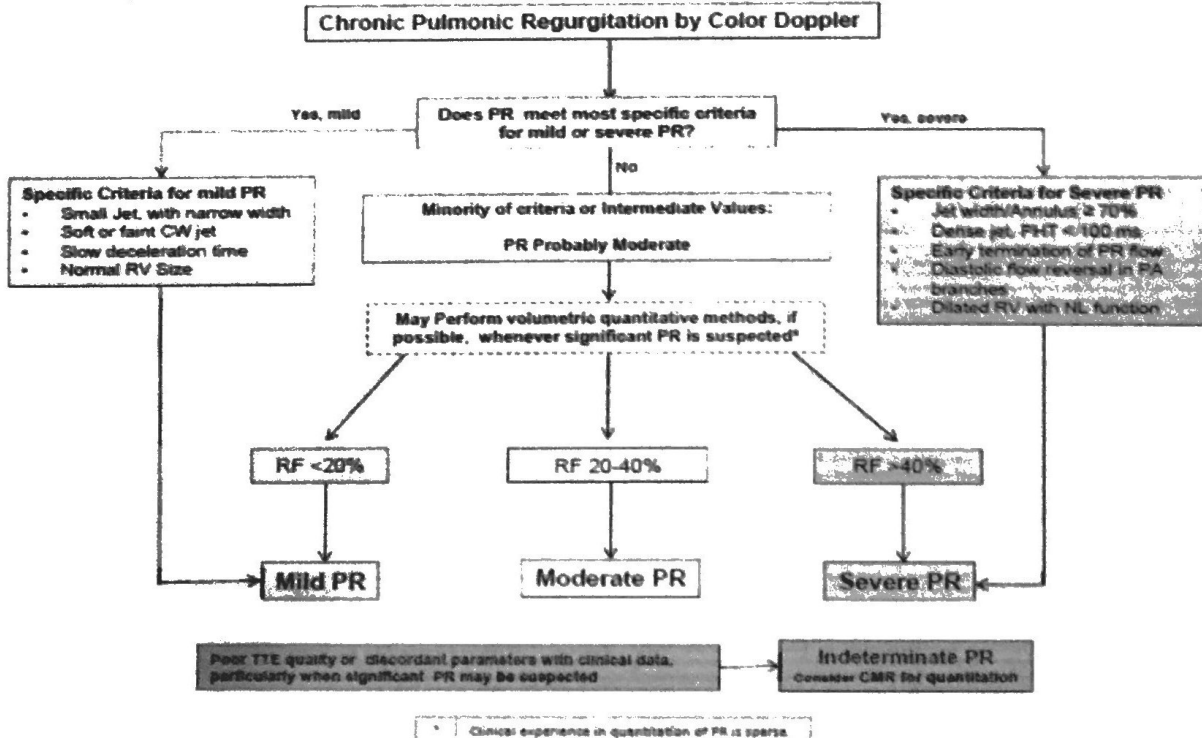 Chronic Pulmonic Regurgitation by Color Doppler
Does PR meet most specific criteria
for mild or severe PR?
Yes, mild
Yes, severe
No
Specific Criteria for mild PR
• Small Jet, with narrow width
• Soft or faint CW jet
• Slow deceleration time
• Normal RV Size
Minority of criteria or Intermediate Values:
PR Probably Moderate
Specific Criteria for Severe PR
• Jet width/Annulus ≥ 70%
• Dense jet, PHT < 100 ms
• Early termination of PR flow
• Diastolic flow reversal in PA
branches
• Dilated RV with NL function
May Perform volumetric quantitative methods, if
possible, whenever significant PR is suspected*
RF <20%
RF 20-40%
RF >40%
Mild PR
Moderate PR
Severe PR
Poor TTE quality or discordant parameters with clinical data,
particularly when significant PR may be suspected
Indeterminate PR
Consider CMR for quantitation
* Clinical experience in quantitation of PR is sparse